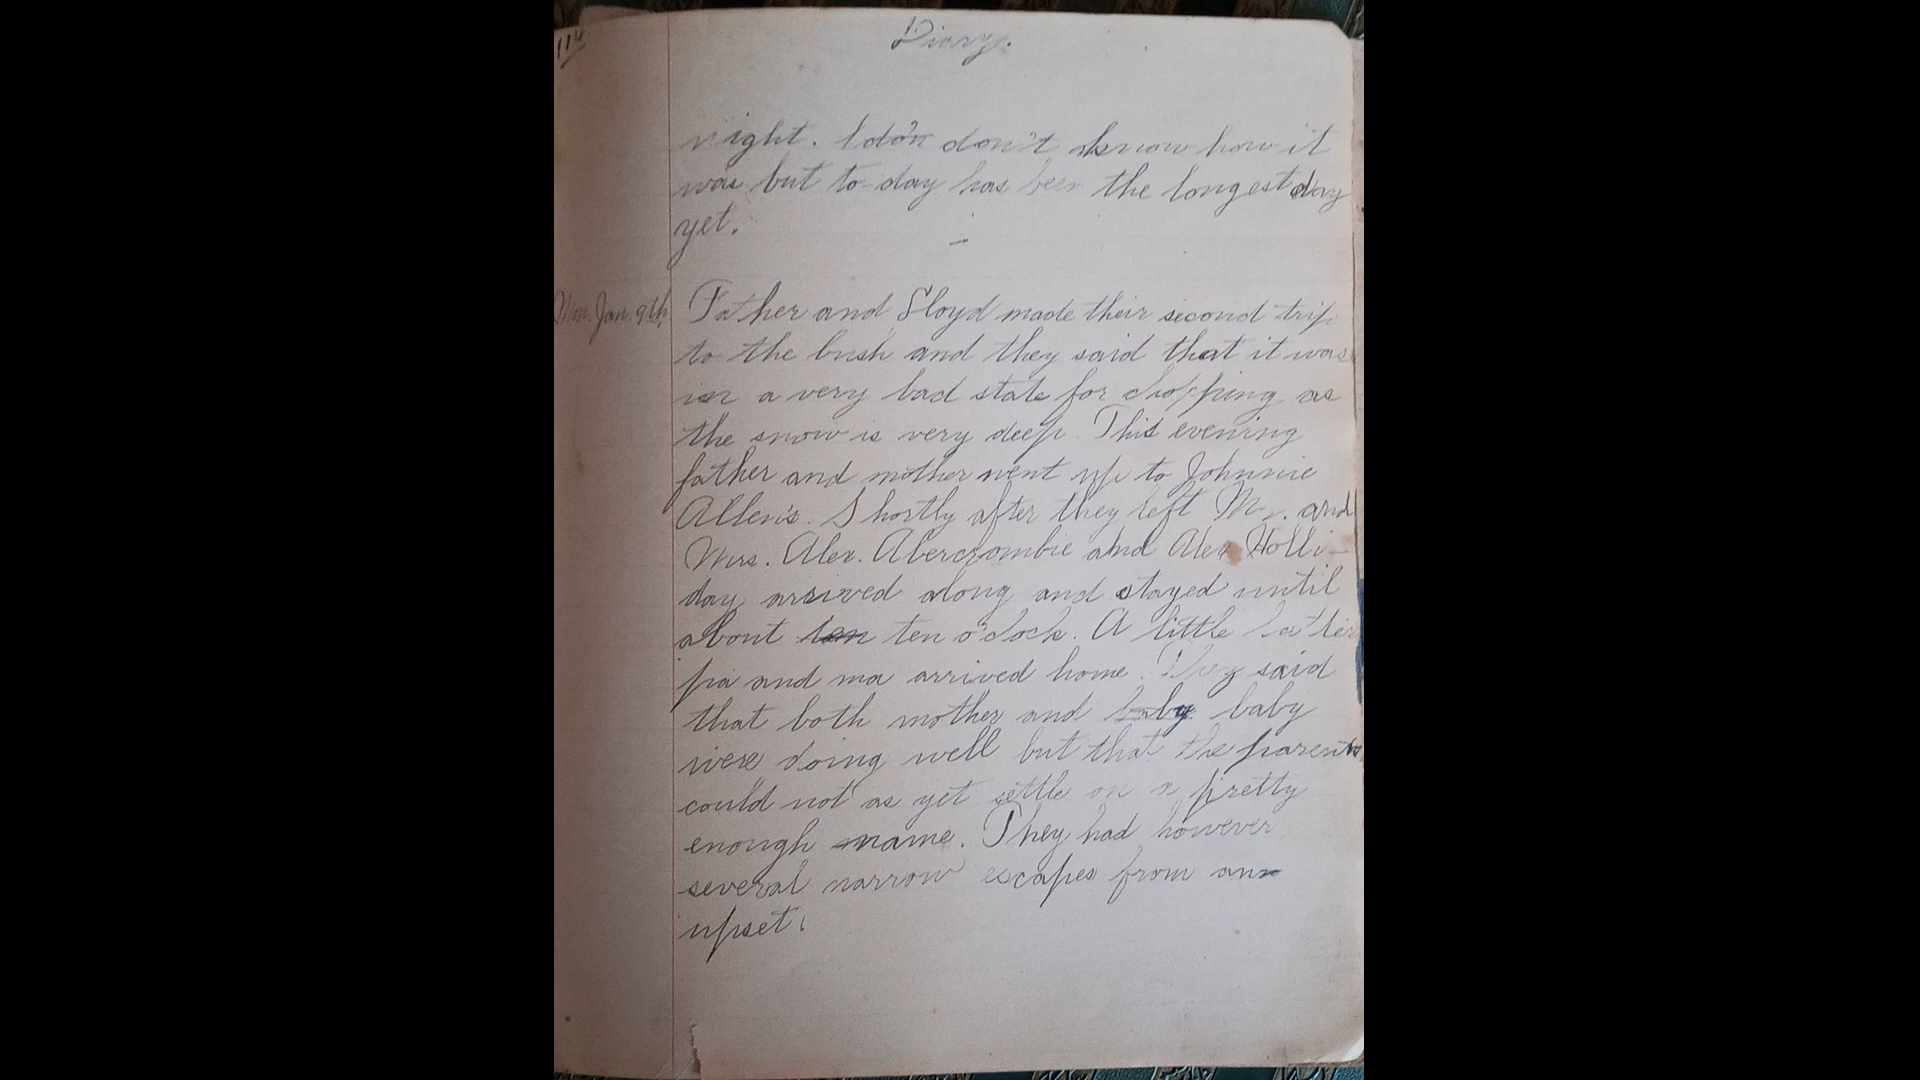 114
Diary.
night. I don don't know how it
was but to-day has been the longest day
yet.
Mon. Jan. 9th. Father and Lloyd made their second trip
to the bush and they said that it was
in a very bad state for chopping as
the snow is very deep. This evening
father and mother went up to Johnnie
Allen's. Shortly after they left Mr. and
Mrs. Alex. Abercrombie and Alex Holli-
day arrived along and stayed until
about ten ten o'clock. A little latter
pa and ma arrived home. They said
that both mother and baby baby
were doing well but that the parents
could not as yet settle on a pretty
enough name. They had however
several narrow escapes from an
upset.